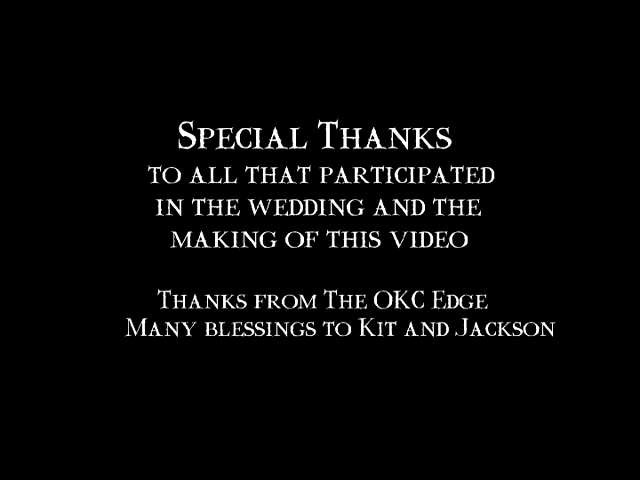 Special Thanks
to all that participated
in the wedding and the
making of this video
Thanks from The OKC Edge
Many blessings to Kit and Jackson